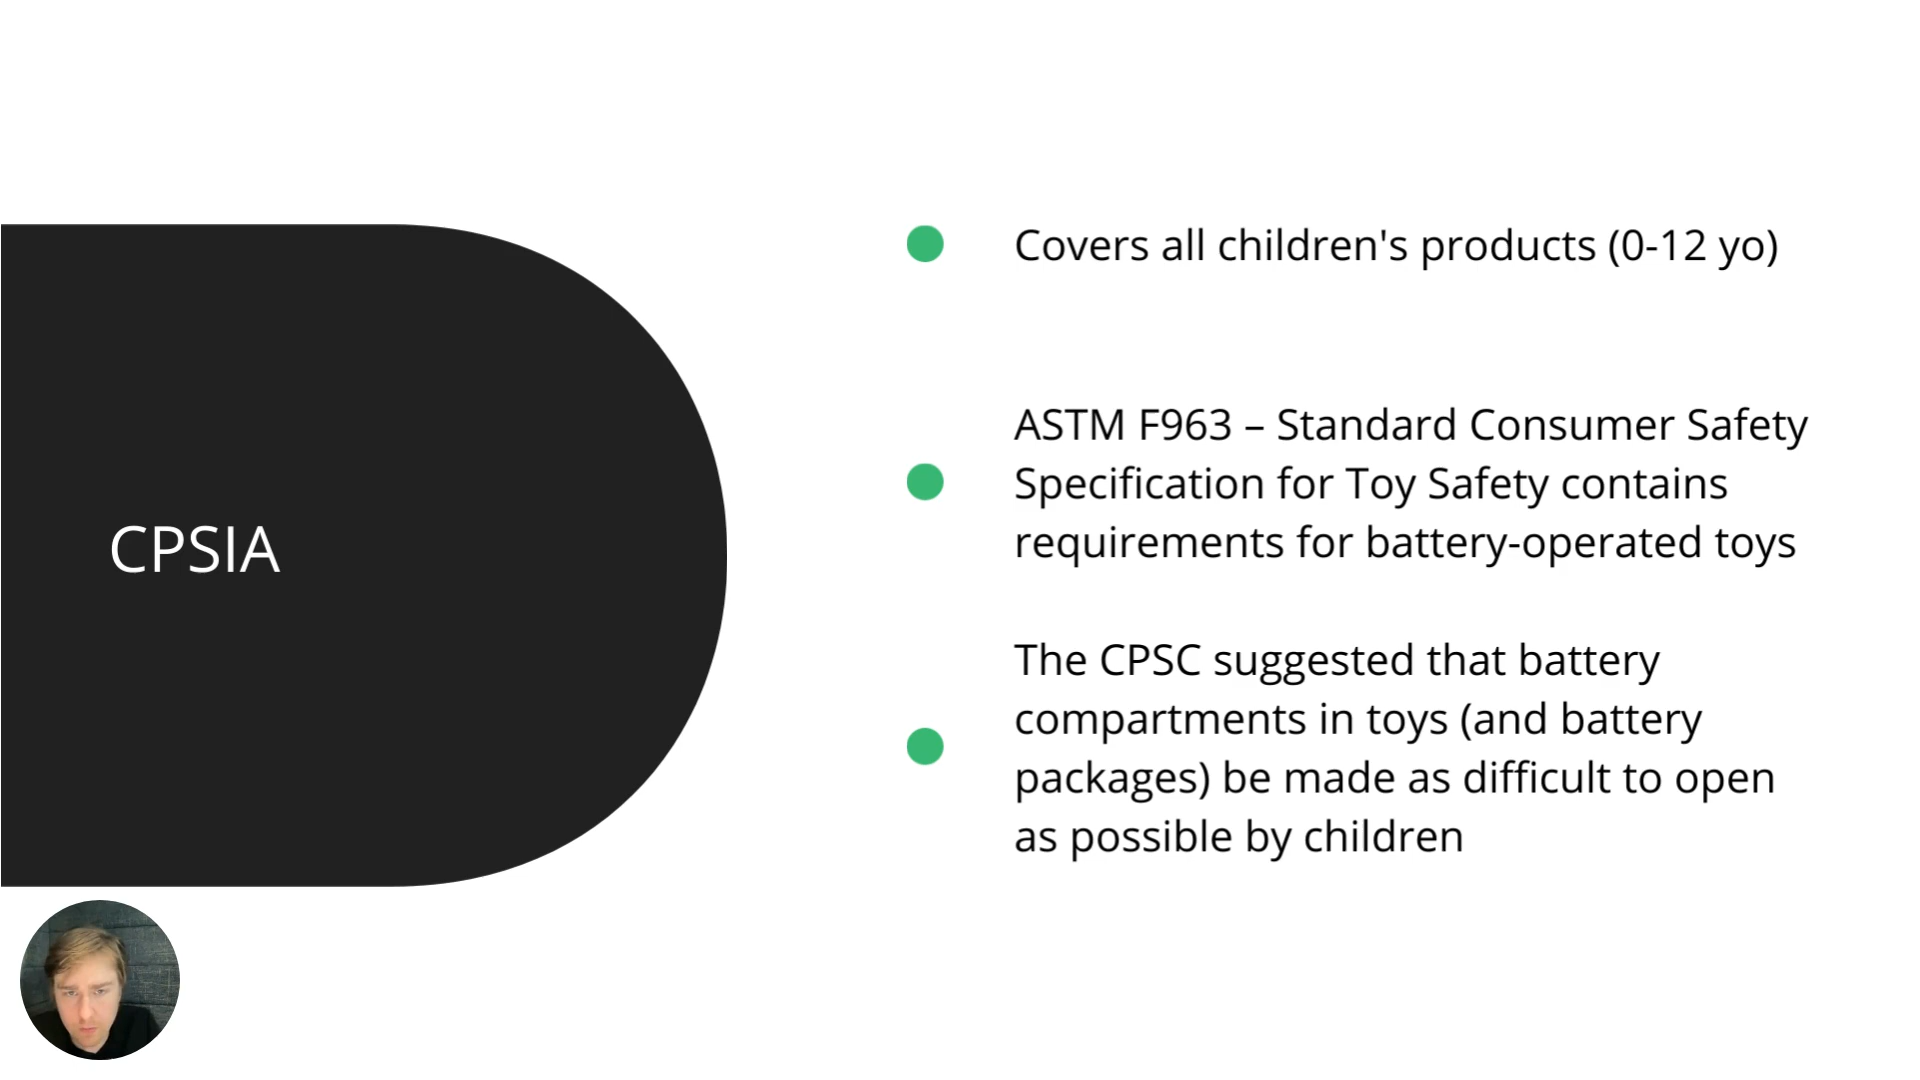 CPSIA
Covers all children's products (0-12 yo)
ASTM F963 – Standard Consumer Safety
Specification for Toy Safety contains
requirements for battery-operated toys
The CPSC suggested that battery
compartments in toys (and battery
packages) be made as difficult to open
as possible by children